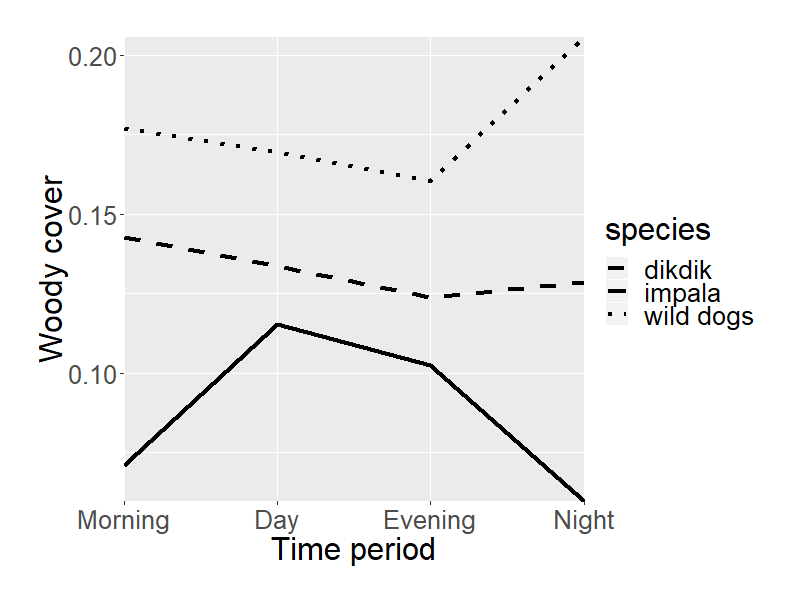 0.20
0.15
0.10
Woody cover
Morning Day Evening Night
Time period
species
dikdik
impala
wild dogs